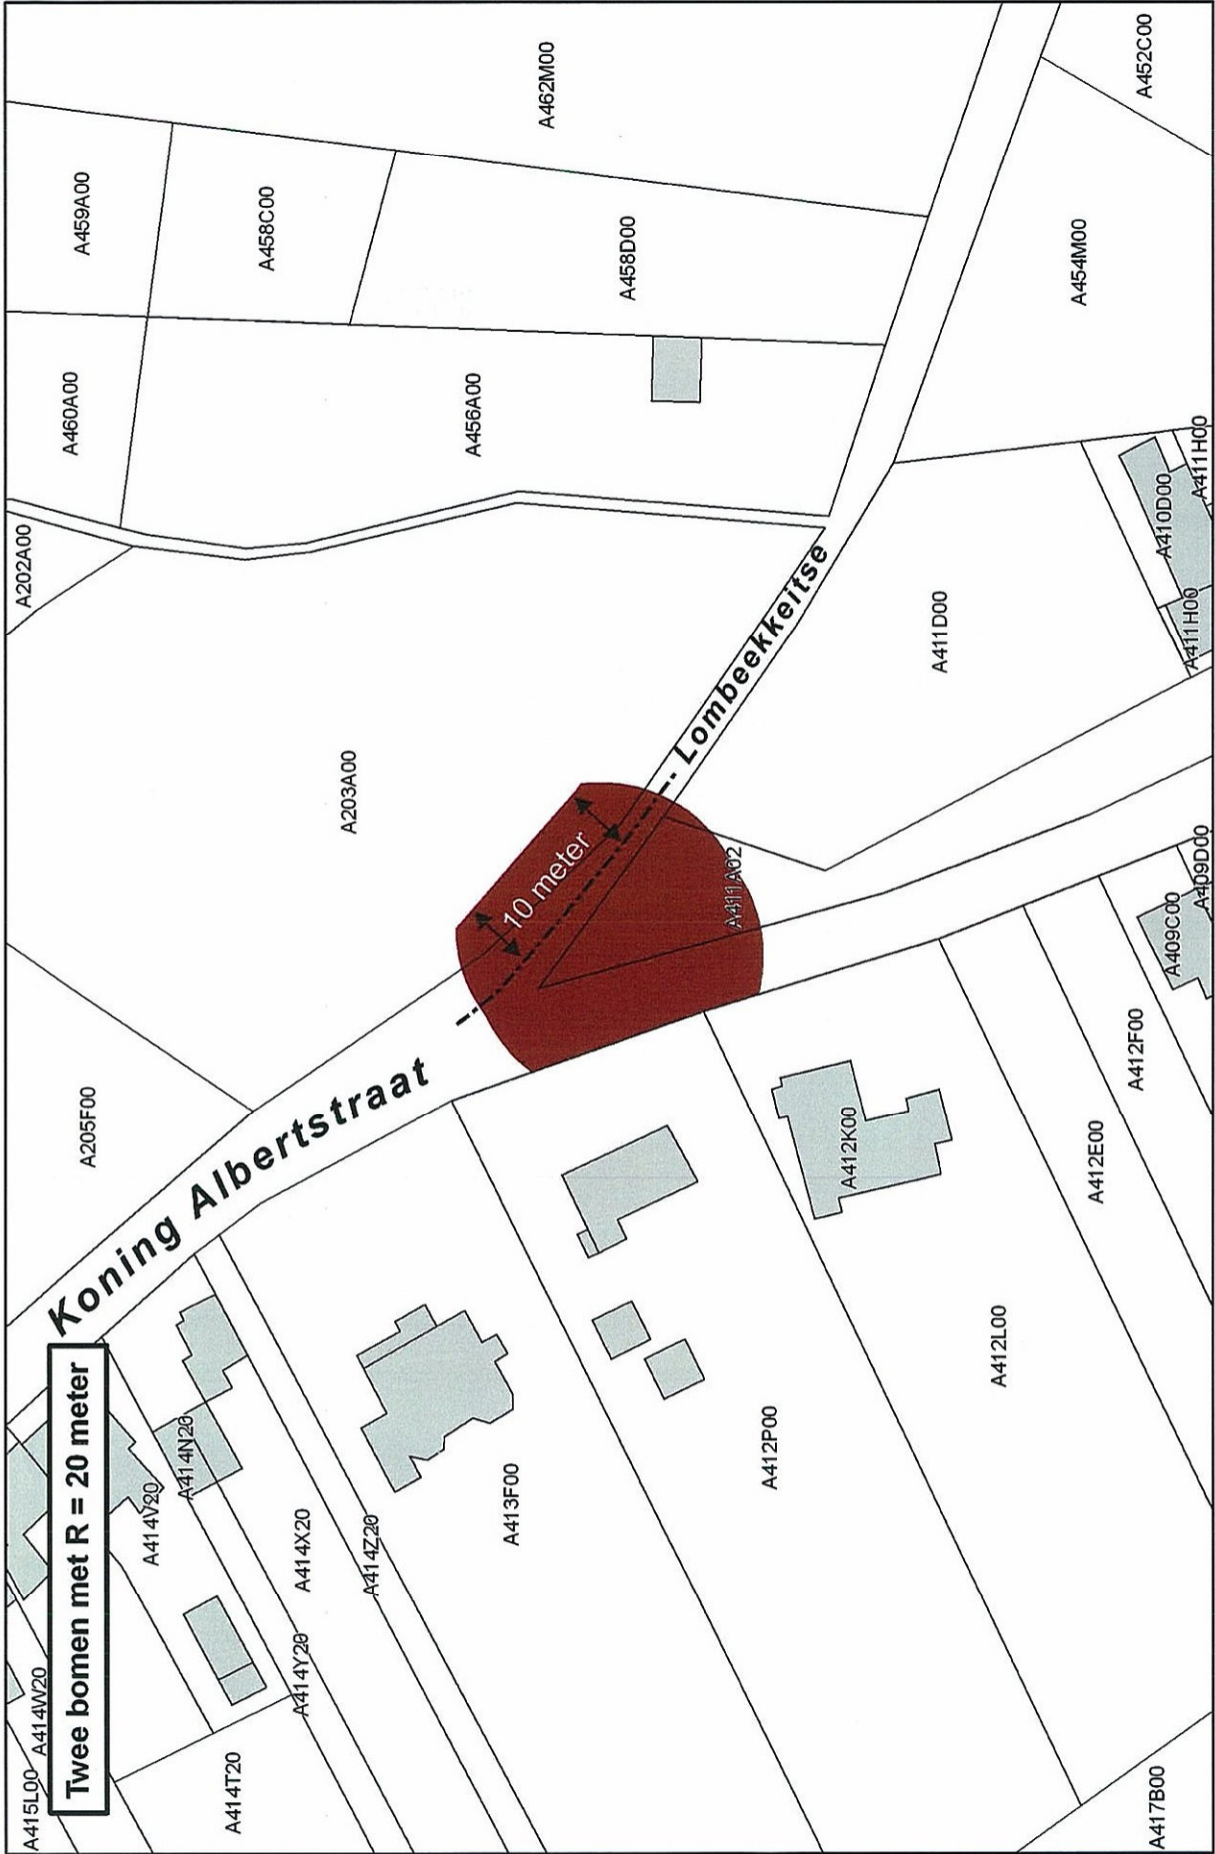 Twee bomen met R = 20 meter
Koning Albertstraat
Lombeekkeitse
10 meter
A415L00
A414W20
A414T20
A414V20
A414N20
A414Y20
A414X20
A414Z20
A413F00
A412P00
A412K00
A412L00
A412E00
A412F00
A417B00
A409C00
A409D00
A205F00
A203A00
A202A00
A411A02
A411D00
A411H00
A410D00
A411H00
A460A00
A459A00
A458C00
A456A00
A458D00
A462M00
A454M00
A452C00